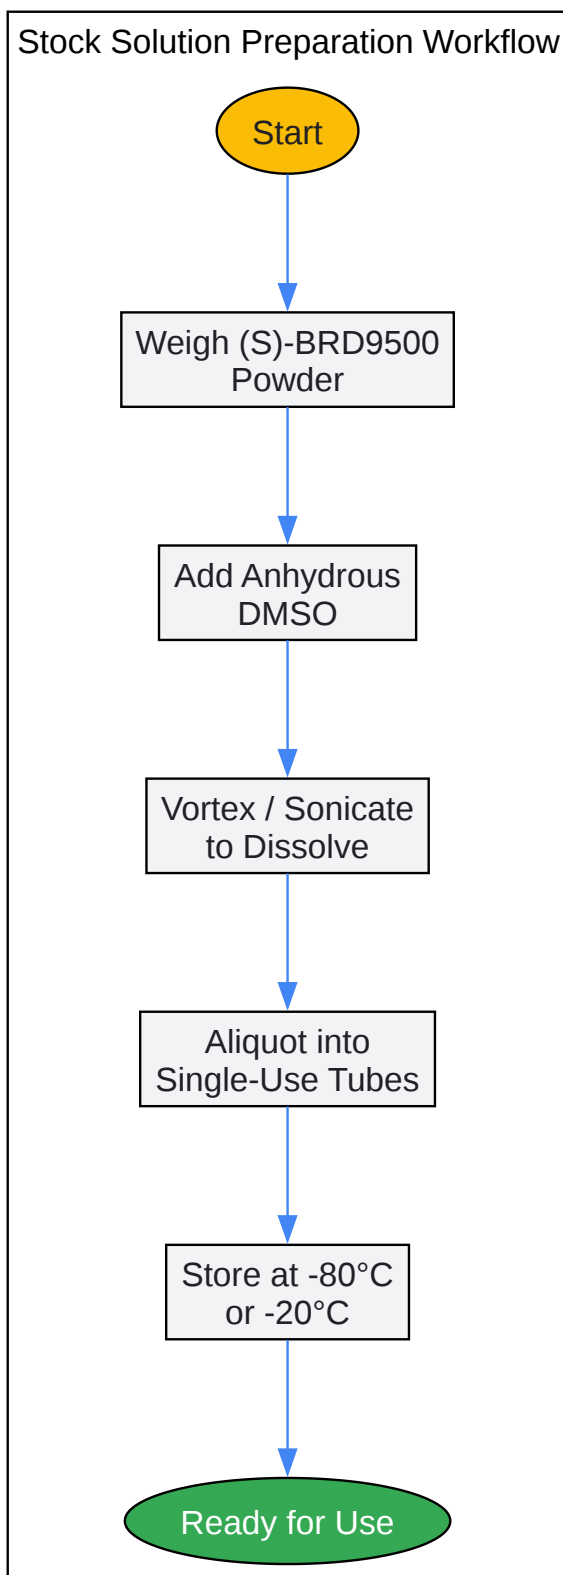 Stock Solution Preparation Workflow
Start
Weigh (S)-BRD9500
Powder
Add Anhydrous
DMSO
Vortex / Sonicate
to Dissolve
Aliquot into
Single-Use Tubes
Store at -80°C
or -20°C
Ready for Use